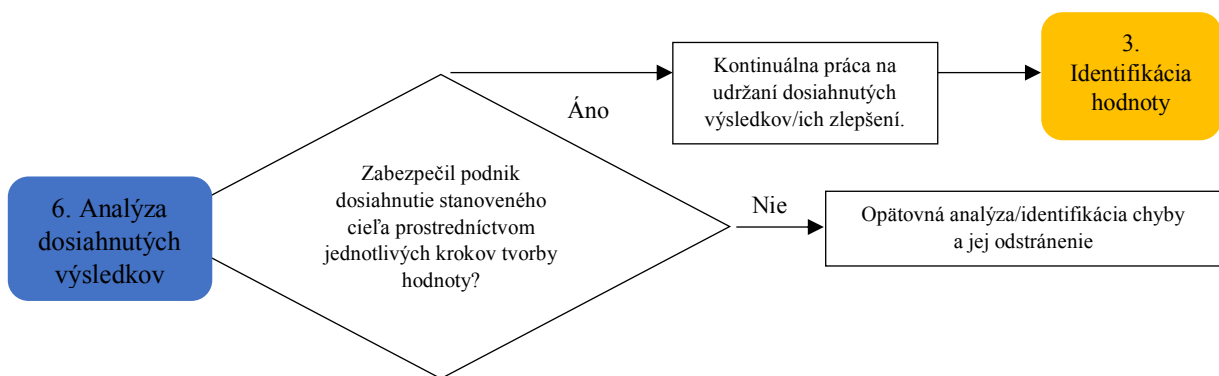 6. Analýza
dosiahnutých
výsledkov
Zabezpečil podnik
dosiahnutie stanoveného
cieľa prostredníctvom
jednotlivých krokov tvorby
hodnoty?
Áno
Kontinuálna práca na
udržaní dosiahnutých
výsledkov/ich zlepšení.
3.
Identifikácia
hodnoty
Nie
Opätovná analýza/identifikácia chyby
a jej odstránenie